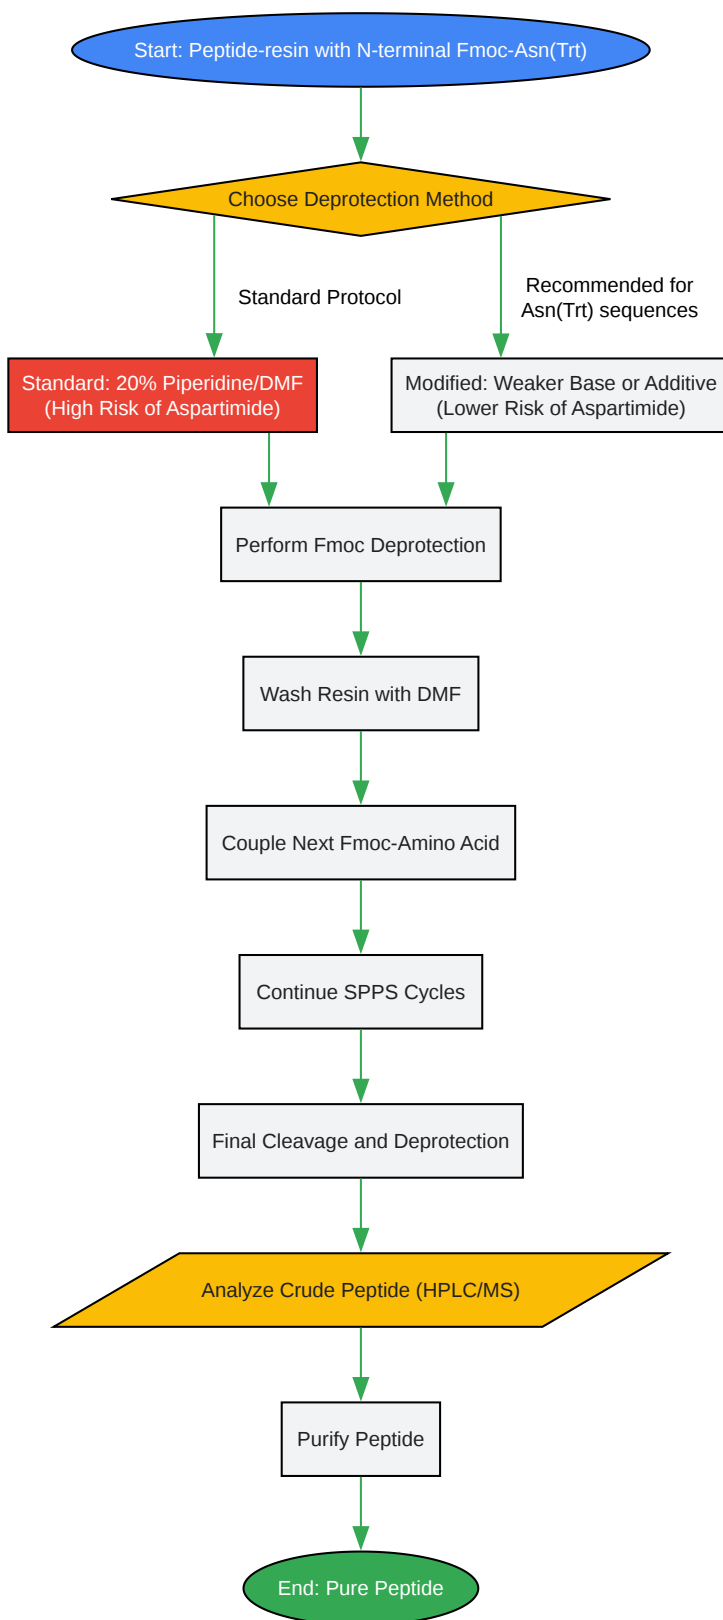 Start: Peptide-resin with N-terminal Fmoc-Asn(Trt)
Choose Deprotection Method
Standard Protocol
Recommended for
Asn(Trt) sequences
Standard: 20% Piperidine/DMF
(High Risk of Aspartimide)
Modified: Weaker Base or Additive
(Lower Risk of Aspartimide)
Perform Fmoc Deprotection
Wash Resin with DMF
Couple Next Fmoc-Amino Acid
Continue SPPS Cycles
Final Cleavage and Deprotection
Analyze Crude Peptide (HPLC/MS)
Purify Peptide
End: Pure Peptide